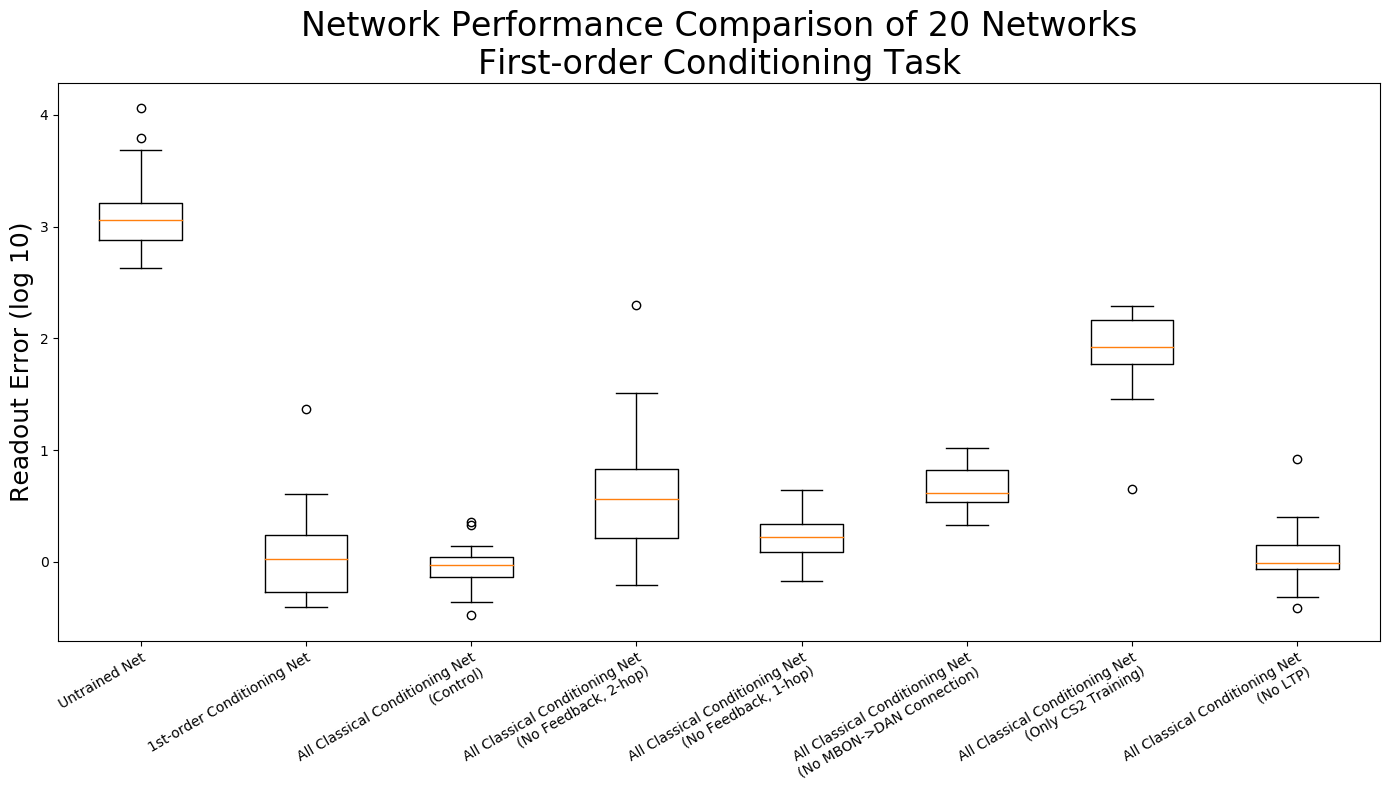 Network Performance Comparison of 20 Networks
First-order Conditioning Task
Readout Error (log 10)
4
3
2
1
0
Untrained Net
1st-order Conditioning Net
All Classical Conditioning Net
(Control)
All Classical Conditioning Net
(No Feedback, 2-hop)
All Classical Conditioning Net
(No Feedback, 1-hop)
All Classical Conditioning Net
(No MBON->DAN Connection)
All Classical Conditioning Net
(Only CS2 Training)
All Classical Conditioning Net
(No LTP)